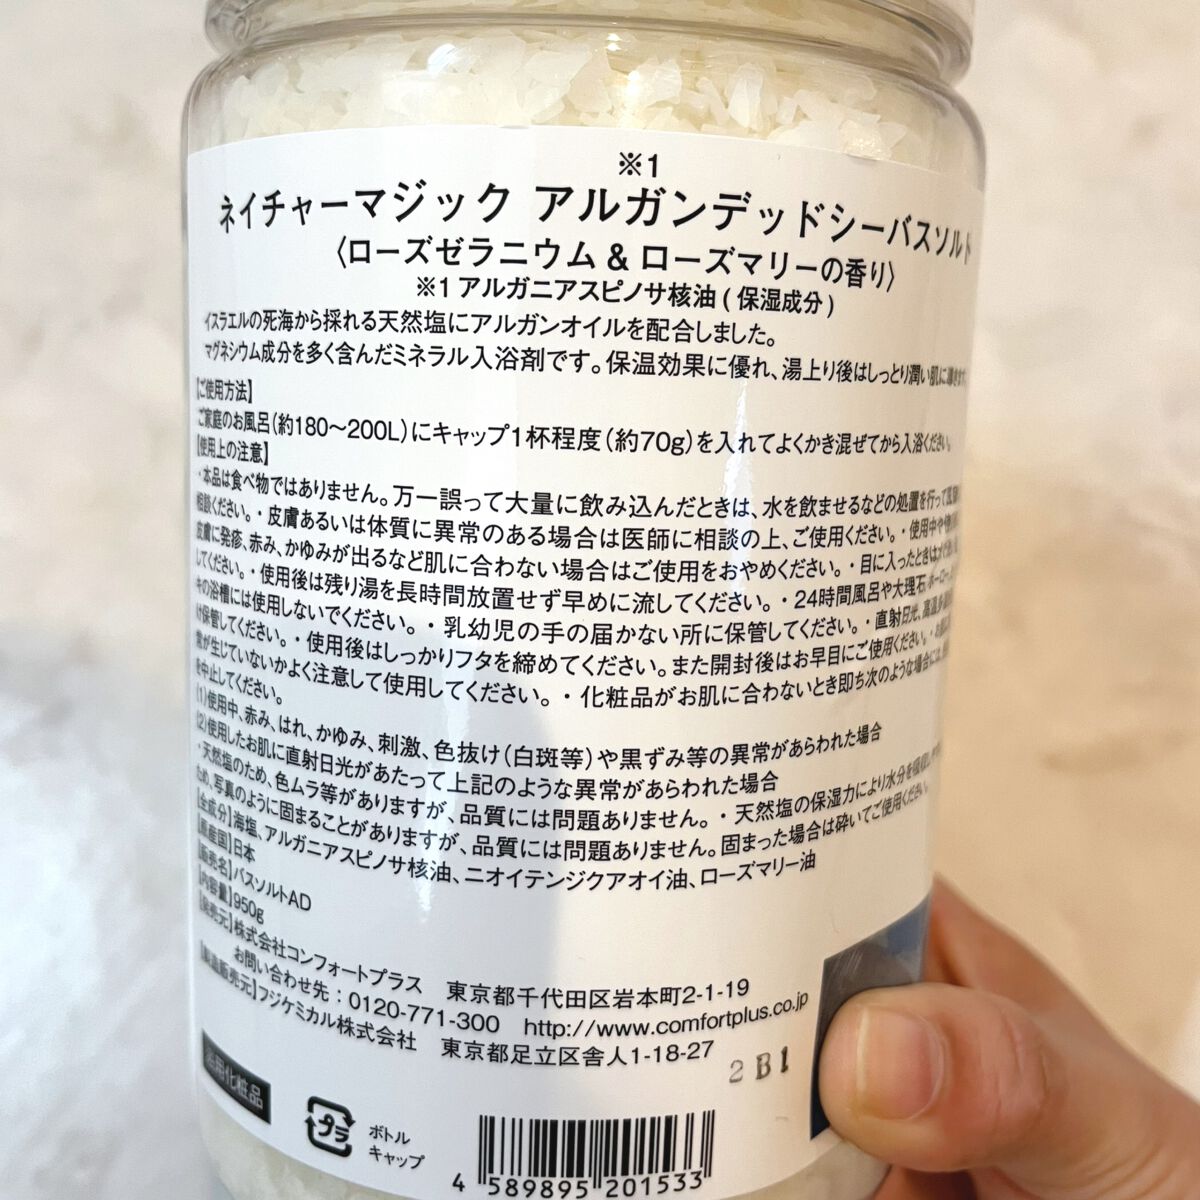 ※1
ネイチャーマジック アルガンデッドシーバスソルト
〈ローズゼラニウム & ローズマリーの香り〉
※1 アルガニアスピノサ核油 ( 保湿成分 )
イスラエルの死海から採れる天然塩にアルガンオイルを配合しました。
マグネシウム成分を多く含んだミネラル入浴剤です。保温効果に優れ、湯上り後はしっとり潤い肌に導きます。
【ご使用方法】
ご家庭のお風呂(約180～200L)にキャップ1杯程度(約70g)を入れてよくかき混ぜてから入浴ください。
【使用上の注意】
・本品は食べ物ではありません。万一誤って大量に飲み込んだときは、水を飲ませるなどの処置を行って
相談ください。・皮膚あるいは体質に異常のある場合は医師に相談の上、ご使用ください。・使用中や
皮膚に発疹、赤み、かゆみが出るなど肌に合わない場合はご使用をおやめください。・目に入ったときは
してください。・使用後は残り湯を長時間放置せず早めに流してください。・24時間風呂や大理石・ホーロー
キの浴槽には使用しないでください。・乳幼児の手の届かない所に保管してください。・直射日光、高温
け保管してください。・使用後はしっかりフタを締めてください。また開封後はお早目にご使用ください。・お肌に
異常が生じていないかよく注意して使用してください。・化粧品がお肌に合わないとき即ち次のような場合には、
を中止してください。
(1)使用中、赤み、はれ、かゆみ、刺激、色抜け(白斑等)や黒ずみ等の異常があらわれた場合
(2)使用したお肌に直射日光があたって上記のような異常があらわれた場合
・天然塩のため、色ムラ等がありますが、品質には問題ありません。・天然塩の保湿力により水分を吸収し
ため、写真のように固まることがありますが、品質には問題ありません。固まった場合は砕いてご使用ください。
【全成分】海塩、アルガニアスピノサ核油、ニオイテンジクアオイ油、ローズマリー油
【原産国】日本
【販売名】バスソルトAD
【内容量】950g
【発売元】株式会社コンフォートプラス 東京都千代田区岩本町2-1-19
お問い合わせ先：0120-771-300 http://www.comfortplus.co.jp
【製造販売元】フジケミカル株式会社 東京都足立区舎人1-18-27
2B1
浴用化粧品
プラ
ボトル
キャップ
4 589895 201533